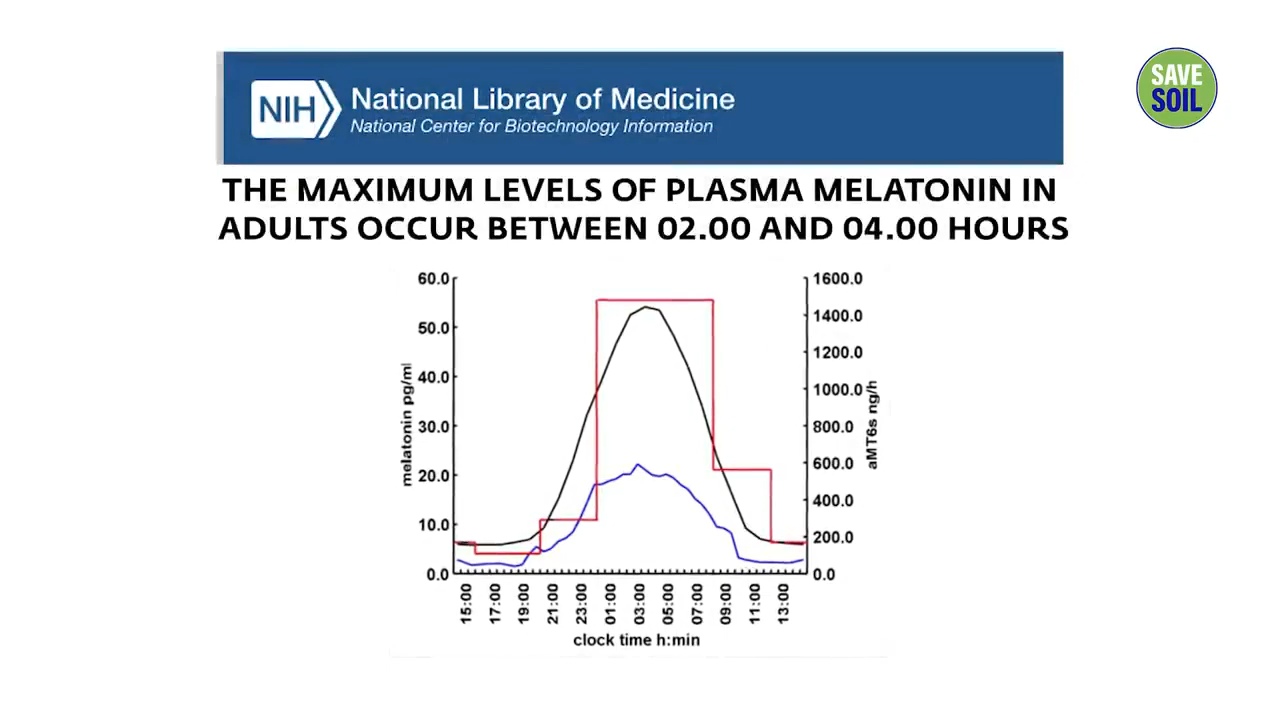 NIH
National Library of Medicine
National Center for Biotechnology Information
SAVE
SOIL
THE MAXIMUM LEVELS OF PLASMA MELATONIN IN
ADULTS OCCUR BETWEEN 02.00 AND 04.00 HOURS
60.0
50.0
40.0
30.0
20.0
10.0
0.0
melatonin pg/ml
1600.0
1400.0
1200.0
1000.0
800.0
600.0
400.0
200.0
0.0
aMT6s ng/h
15:00 17:00 19:00 21:00 23:00 01:00 03:00 05:00 07:00 09:00 11:00 13:00
clock time h:min